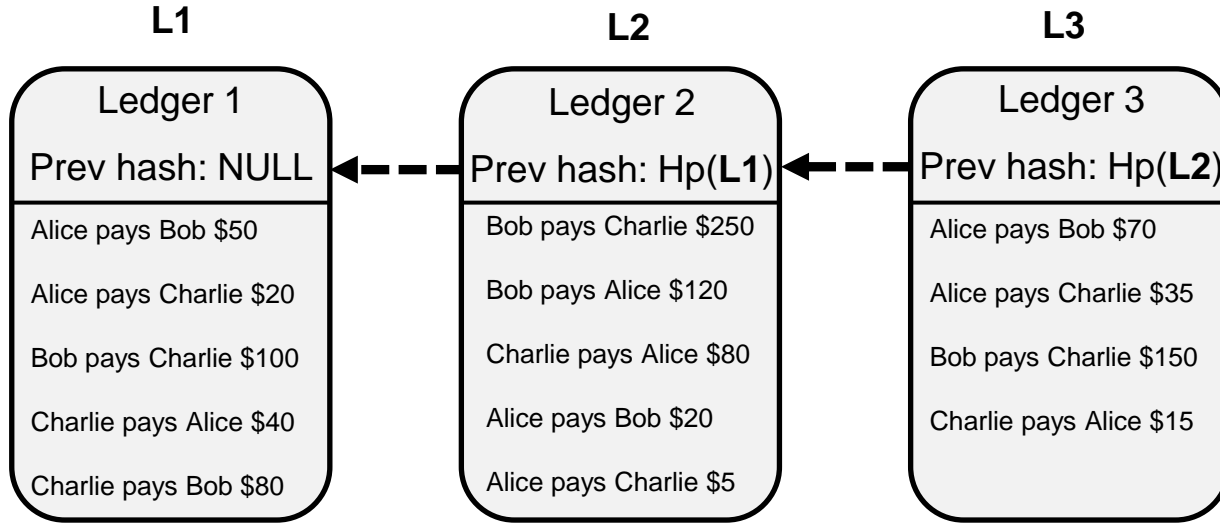 L1
Ledger 1
Prev hash: NULL
Alice pays Bob $50
Alice pays Charlie $20
Bob pays Charlie $100
Charlie pays Alice $40
Charlie pays Bob $80
L2
Ledger 2
Prev hash: Hp(L1)
Bob pays Charlie $250
Bob pays Alice $120
Charlie pays Alice $80
Alice pays Bob $20
Alice pays Charlie $5
L3
Ledger 3
Prev hash: Hp(L2)
Alice pays Bob $70
Alice pays Charlie $35
Bob pays Charlie $150
Charlie pays Alice $15